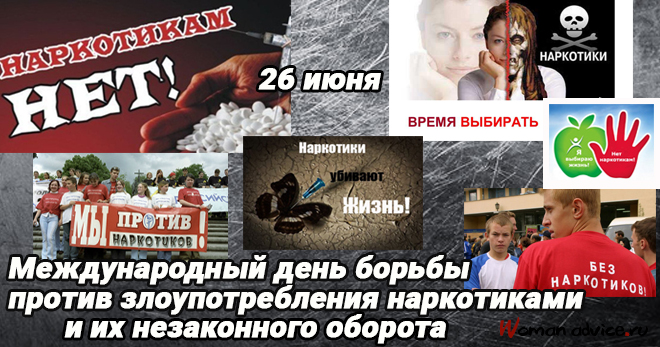 НАРКОТИКАМ
НЕТ!
26 июня
НАРКОТИКИ
ВРЕМЯ ВЫБИРАТЬ
Я
выбираю
жизнь!
Нет
наркотикам!
Наркотики
убивают
Жизнь!
МЫ ПРОТИВ
НАРКОТИКОВ!
БЕЗ
НАРКОТИКОВ!
Международный день борьбы
против злоупотребления наркотиками
и их незаконного оборота
Woman advice.ru